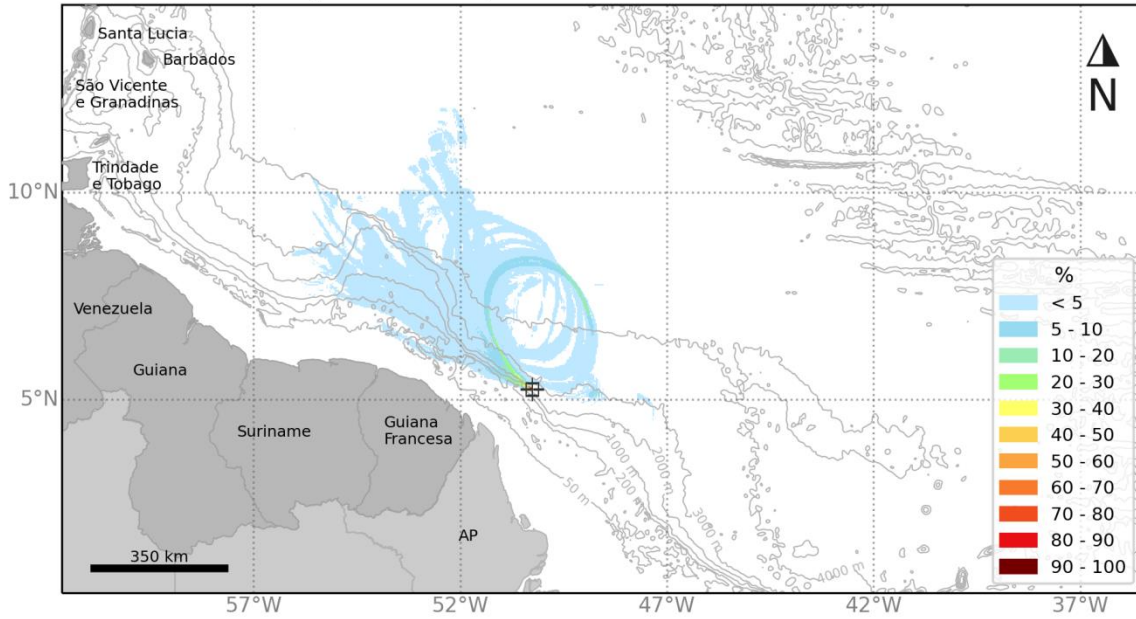 Santa Lucia
Barbados
São Vicente
e Granadinas
N
Trindade
e Tobago
10°N
Venezuela
Guiana
Suriname
Guiana
Francesa
5°N
AP
50 m
1000 m
2000 m
3000 m
4000 m
350 km
%
< 5
5 - 10
10 - 20
20 - 30
30 - 40
40 - 50
50 - 60
60 - 70
70 - 80
80 - 90
90 - 100
57°W
52°W
47°W
42°W
37°W